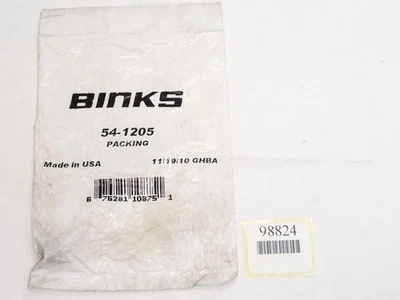 BINKS
54-1205
PACKING
Made in USA 11/19/10 GHBA
6 76281 10875 1
98824